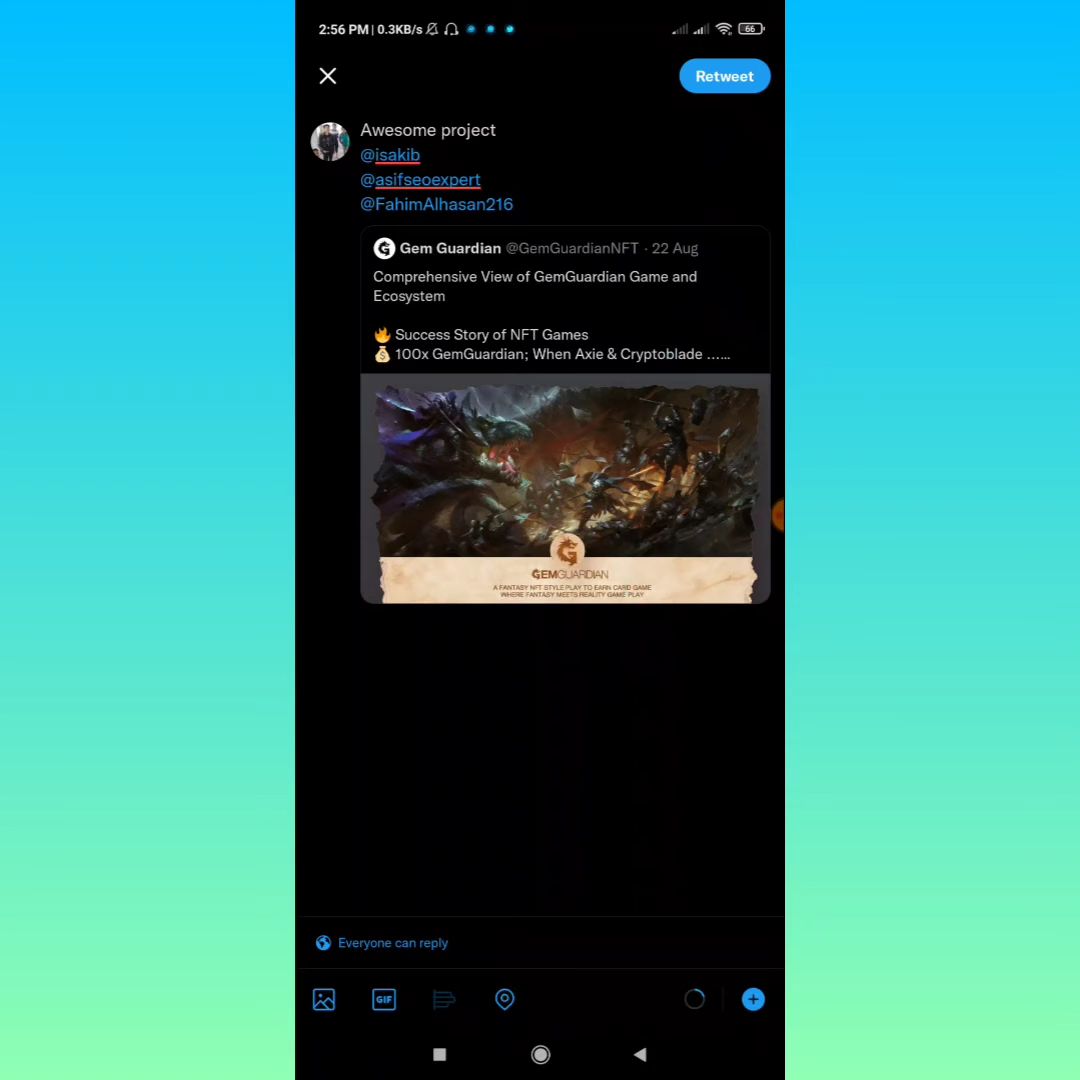 2:56 PM | 0.3KB/s
66
Retweet
Awesome project
@isakib
@asifseoexpert
@FahimAlhasan216
Gem Guardian @GemGuardianNFT · 22 Aug
Comprehensive View of GemGuardian Game and
Ecosystem
🔥 Success Story of NFT Games
💰 100x GemGuardian; When Axie & Cryptoblade ......
GEMGUARDIAN
A FANTASY NFT STYLE PLAY TO EARN CARD GAME
WHERE FANTASY MEETS REALITY GAME PLAY
Everyone can reply
GIF